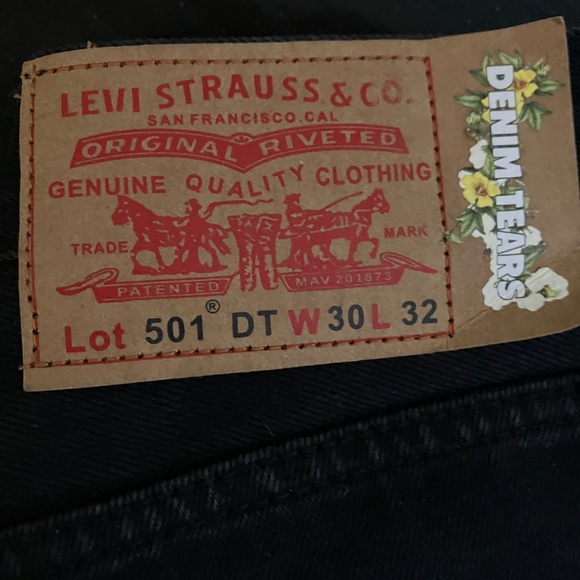 LEVI STRAUSS & CO.
SAN FRANCISCO.CAL
ORIGINAL RIVETED
GENUINE QUALITY CLOTHING
TRADE MARK
PATENTED MAV 201873
Lot 501® DT W 30 L 32
DENIM TEARS